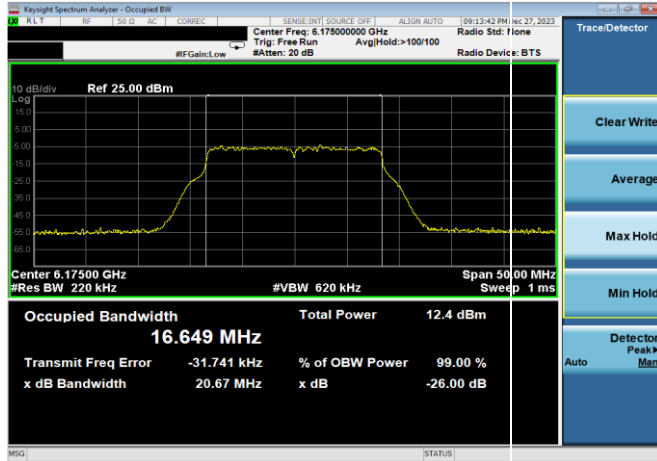 Keysight Spectrum Analyzer - Occupied BW
RL T RF 50 Ω AC CORREC SENSE:INT SOURCE OFF ALIGN AUTO 09:13:42 PM Dec 27, 2023
Center Freq: 6.175000000 GHz Radio Std: None
Trig: Free Run Avg|Hold:>100/100
#IFGain:Low #Atten: 20 dB Radio Device: BTS
Trace/Detector
10 dB/div Ref 25.00 dBm
Log
15.0
5.00
-5.00
-15.0
-25.0
-35.0
-45.0
-55.0
-65.0
Center 6.17500 GHz Span 50.00 MHz
#Res BW 220 kHz #VBW 620 kHz Sweep 1 ms
Occupied Bandwidth Total Power 12.4 dBm
16.649 MHz
Transmit Freq Error -31.741 kHz % of OBW Power 99.00 %
x dB Bandwidth 20.67 MHz x dB -26.00 dB
Clear Write
Average
Max Hold
Min Hold
Detector
Peak
Auto Man
MSG STATUS